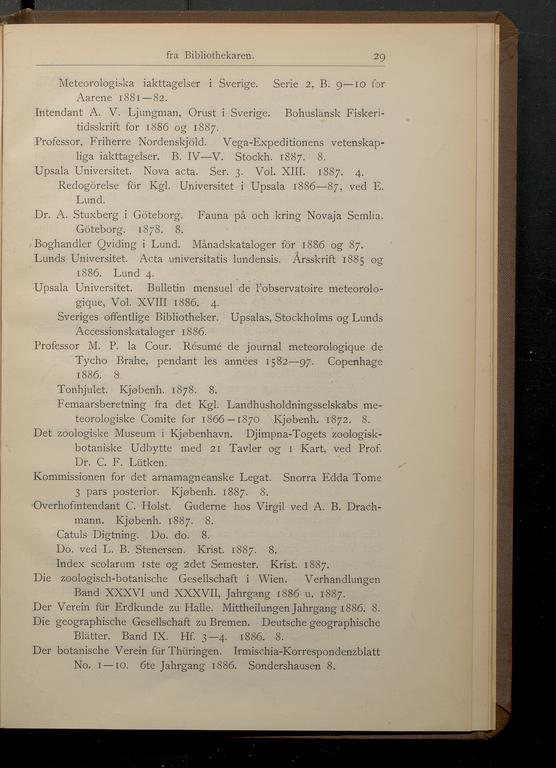 fra Bibliothekaren. 29
Meteorologiska iakttagelser i Sverige. Serie 2, B. 9—10 for
Aarene 1881—82.
Intendant A. V. Ljungman, Orust i Sverige. Bohuslänsk Fiskeri-
tidsskrift for 1886 og 1887.
Professor, Friherre Nordenskjöld. Vega-Expeditionens vetenskap-
liga iakttagelser. B. IV—V. Stockh. 1887. 8.
Upsala Universitet. Nova acta. Ser. 3. Vol. XIII. 1887. 4.
Redogörelse för Kgl. Universitet i Upsala 1886—87, ved E.
Lund.
Dr. A. Stuxberg i Göteborg. Fauna på och kring Novaja Semlia.
Göteborg. 1878. 8.
Boghandler Qviding i Lund. Månadskataloger för 1886 og 87.
Lunds Universitet. Acta universitatis lundensis. Årsskrift 1885 og
1886. Lund 4.
Upsala Universitet. Bulletin mensuel de l'observatoire meteorolo-
gique, Vol. XVIII 1886. 4.
Sveriges offentlige Bibliotheker. Upsalas, Stockholms og Lunds
Accessionskataloger 1886.
Professor M. P. la Cour. Résumé de journal meteorologique de
Tycho Brahe, pendant les années 1582—97. Copenhage
1886. 8
Tonhjulet. Kjøbenh. 1878. 8.
Femaarsberetning fra det Kgl. Landhusholdningsselskabs me-
teorologiske Comite for 1866—1870 Kjøbenh. 1872. 8.
Det zoologiske Museum i Kjøbenhavn. Djimpna-Togets zoologisk-
botaniske Udbytte med 21 Tavler og 1 Kart, ved Prof.
Dr. C. F. Lütken.
Kommissionen for det arnamagneanske Legat. Snorra Edda Tome
3 pars posterior. Kjøbenh. 1887. 8.
Overhofintendant C. Holst. Guderne hos Virgil ved A. B. Drach-
mann. Kjøbenh. 1887. 8.
Catuls Digtning. Do. do. 8.
Do. ved L. B. Stenersen. Krist. 1887. 8.
Index scolarum 1ste og 2det Semester. Krist. 1887.
Die zoologisch-botanische Gesellschaft i Wien. Verhandlungen
Band XXXVI und XXXVII, Jahrgang 1886 u. 1887.
Der Verein für Erdkunde zu Halle. Mittheilungen Jahrgang 1886. 8.
Die geographische Gesellschaft zu Bremen. Deutsche geographische
Blätter. Band IX. Hf. 3—4. 1886. 8.
Der botanische Verein für Thüringen. Irmischia-Korrespondenzblatt
No. 1—10. 6te Jahrgang 1886. Sondershausen 8.